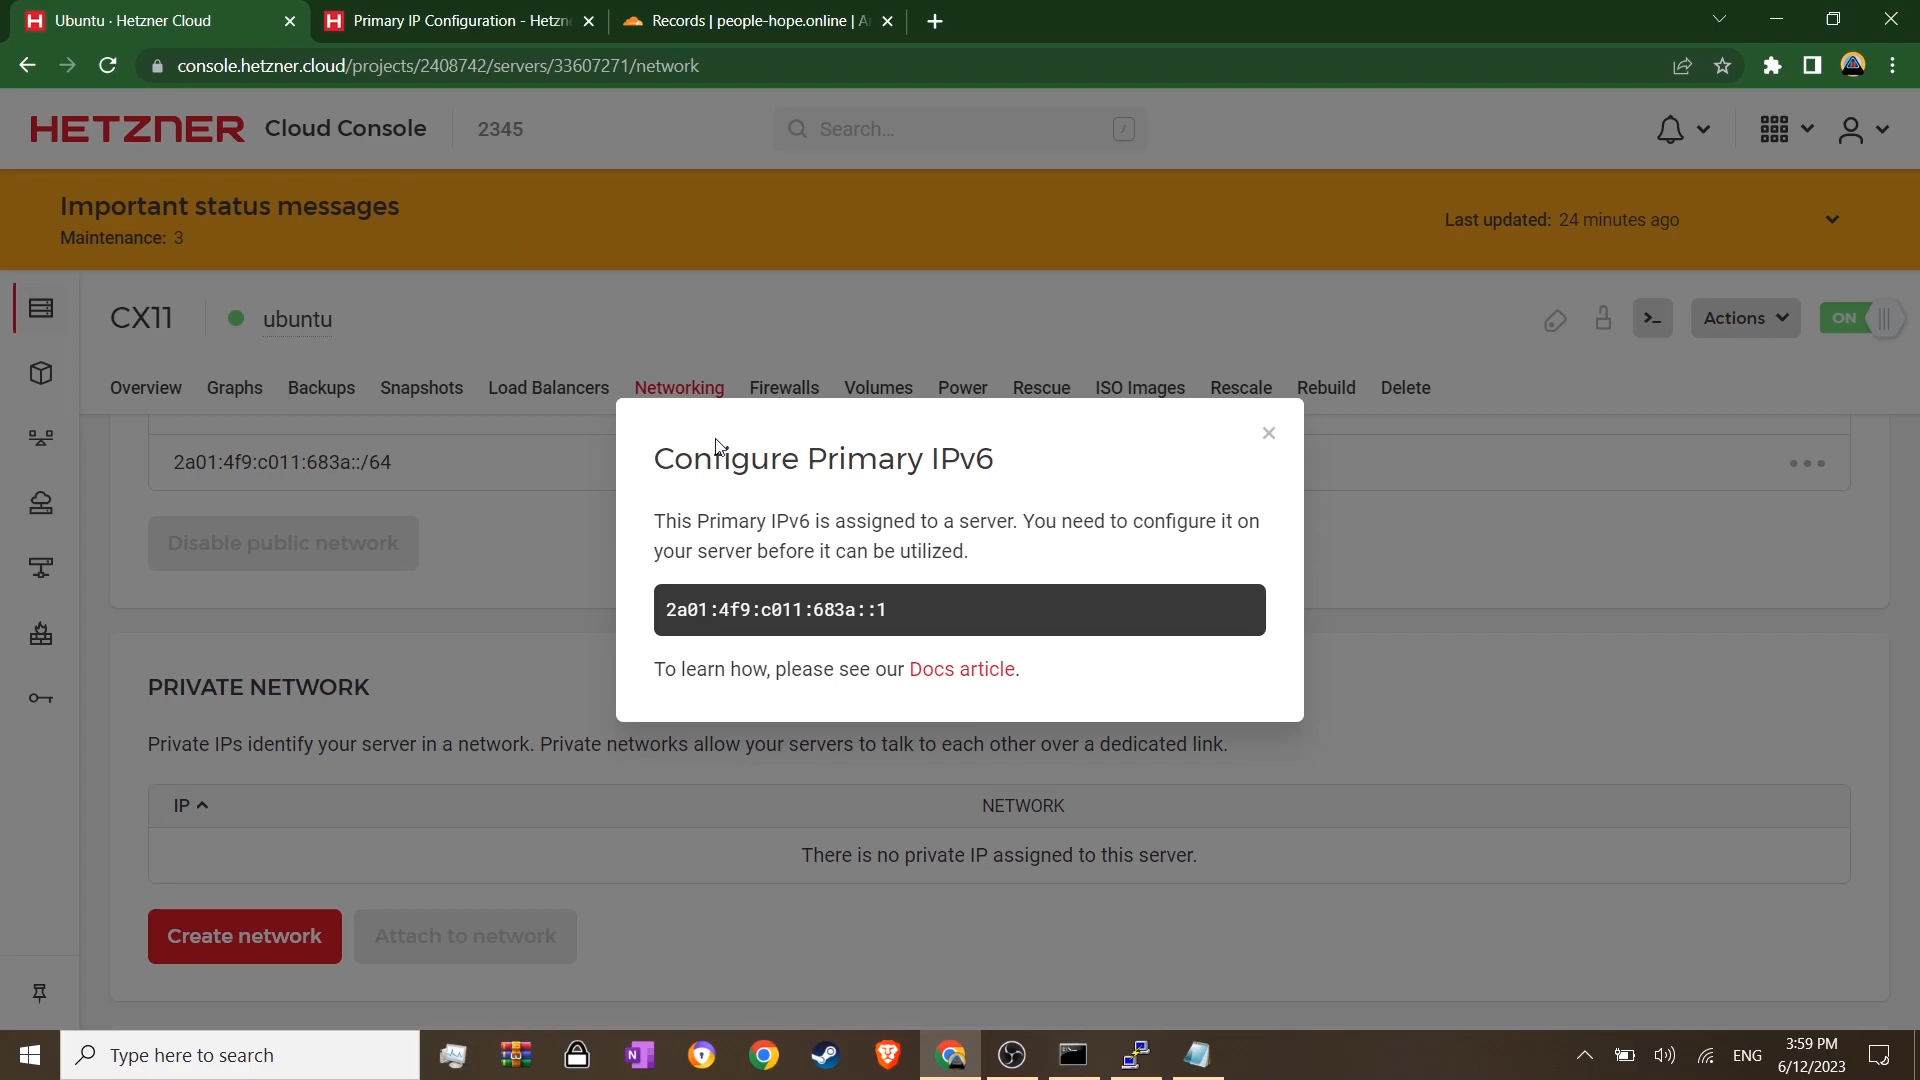 Ubuntu · Hetzner Cloud
Primary IP Configuration - Hetzn
Records | people-hope.online | A
console.hetzner.cloud/projects/2408742/servers/33607271/network
HETZNER Cloud Console 2345 Search... /
Important status messages
Maintenance: 3
Last updated: 24 minutes ago
CX11 ubuntu Actions ON
Overview Graphs Backups Snapshots Load Balancers Networking Firewalls Volumes Power Rescue ISO Images Rescale Rebuild Delete
2a01:4f9:c011:683a::/64
Disable public network
Configure Primary IPv6
This Primary IPv6 is assigned to a server. You need to configure it on
your server before it can be utilized.
2a01:4f9:c011:683a::1
To learn how, please see our Docs article.
PRIVATE NETWORK
Private IPs identify your server in a network. Private networks allow your servers to talk to each other over a dedicated link.
IP NETWORK
There is no private IP assigned to this server.
Create network Attach to network
Type here to search
ENG
3:59 PM
6/12/2023